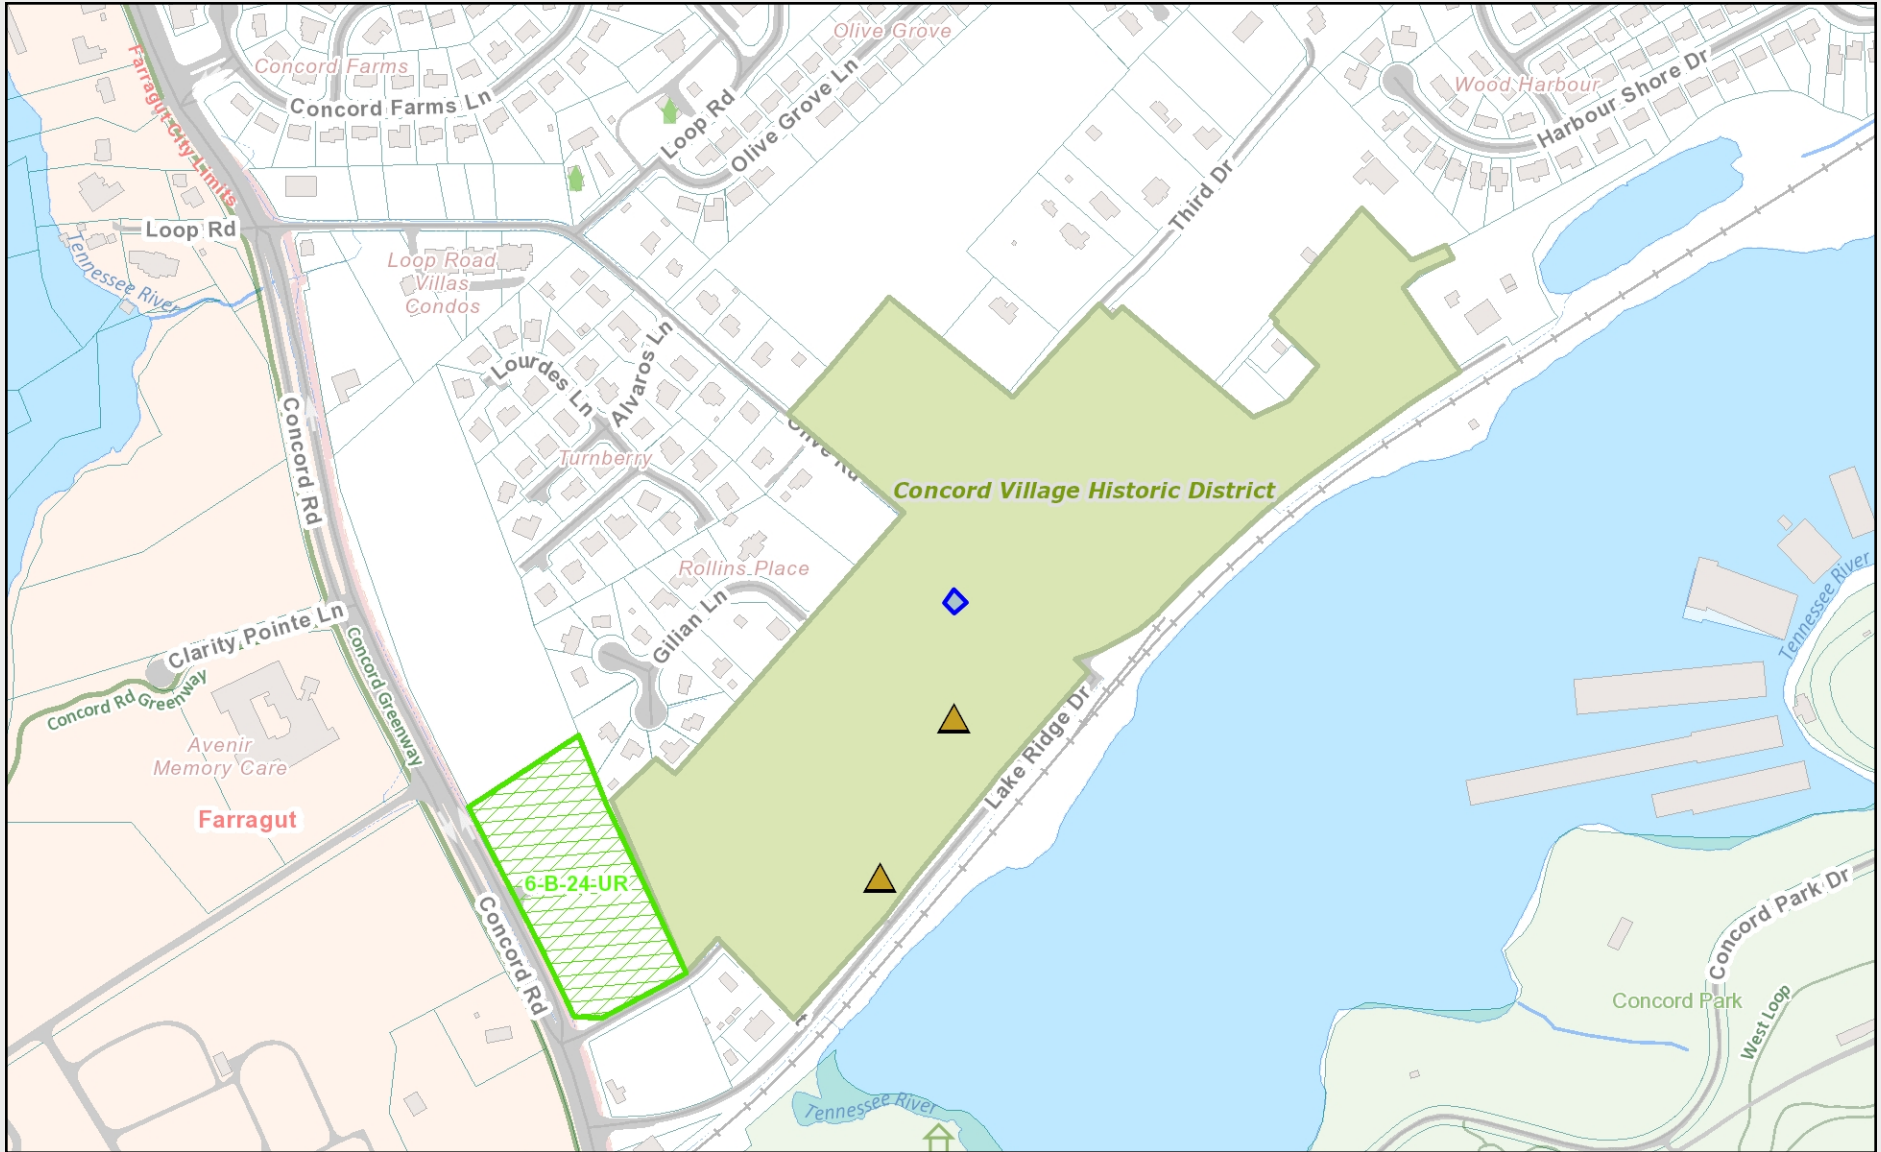 Olive Grove
Concord Farms
Concord Farms Ln
Wood Harbour
Harbour Shore Dr
Farragut City Limits
Loop Rd
Olive Grove Ln
Third Dr
Loop Rd
Tennessee River
Loop Road
Villas
Condos
Lourdes Ln
Alvaros Ln
Concord Rd
Turnberry
Olive Rd
Concord Village Historic District
Rollins Place
Gilian Ln
Clarity Pointe Ln
Concord Greenway
Concord Rd Greenway
Tennessee River
Avenir
Memory Care
Farragut
Lake Ridge Dr
6-B-24-UR
Concord Rd
Concord Park Dr
Concord Park
West Loop
Tennessee River